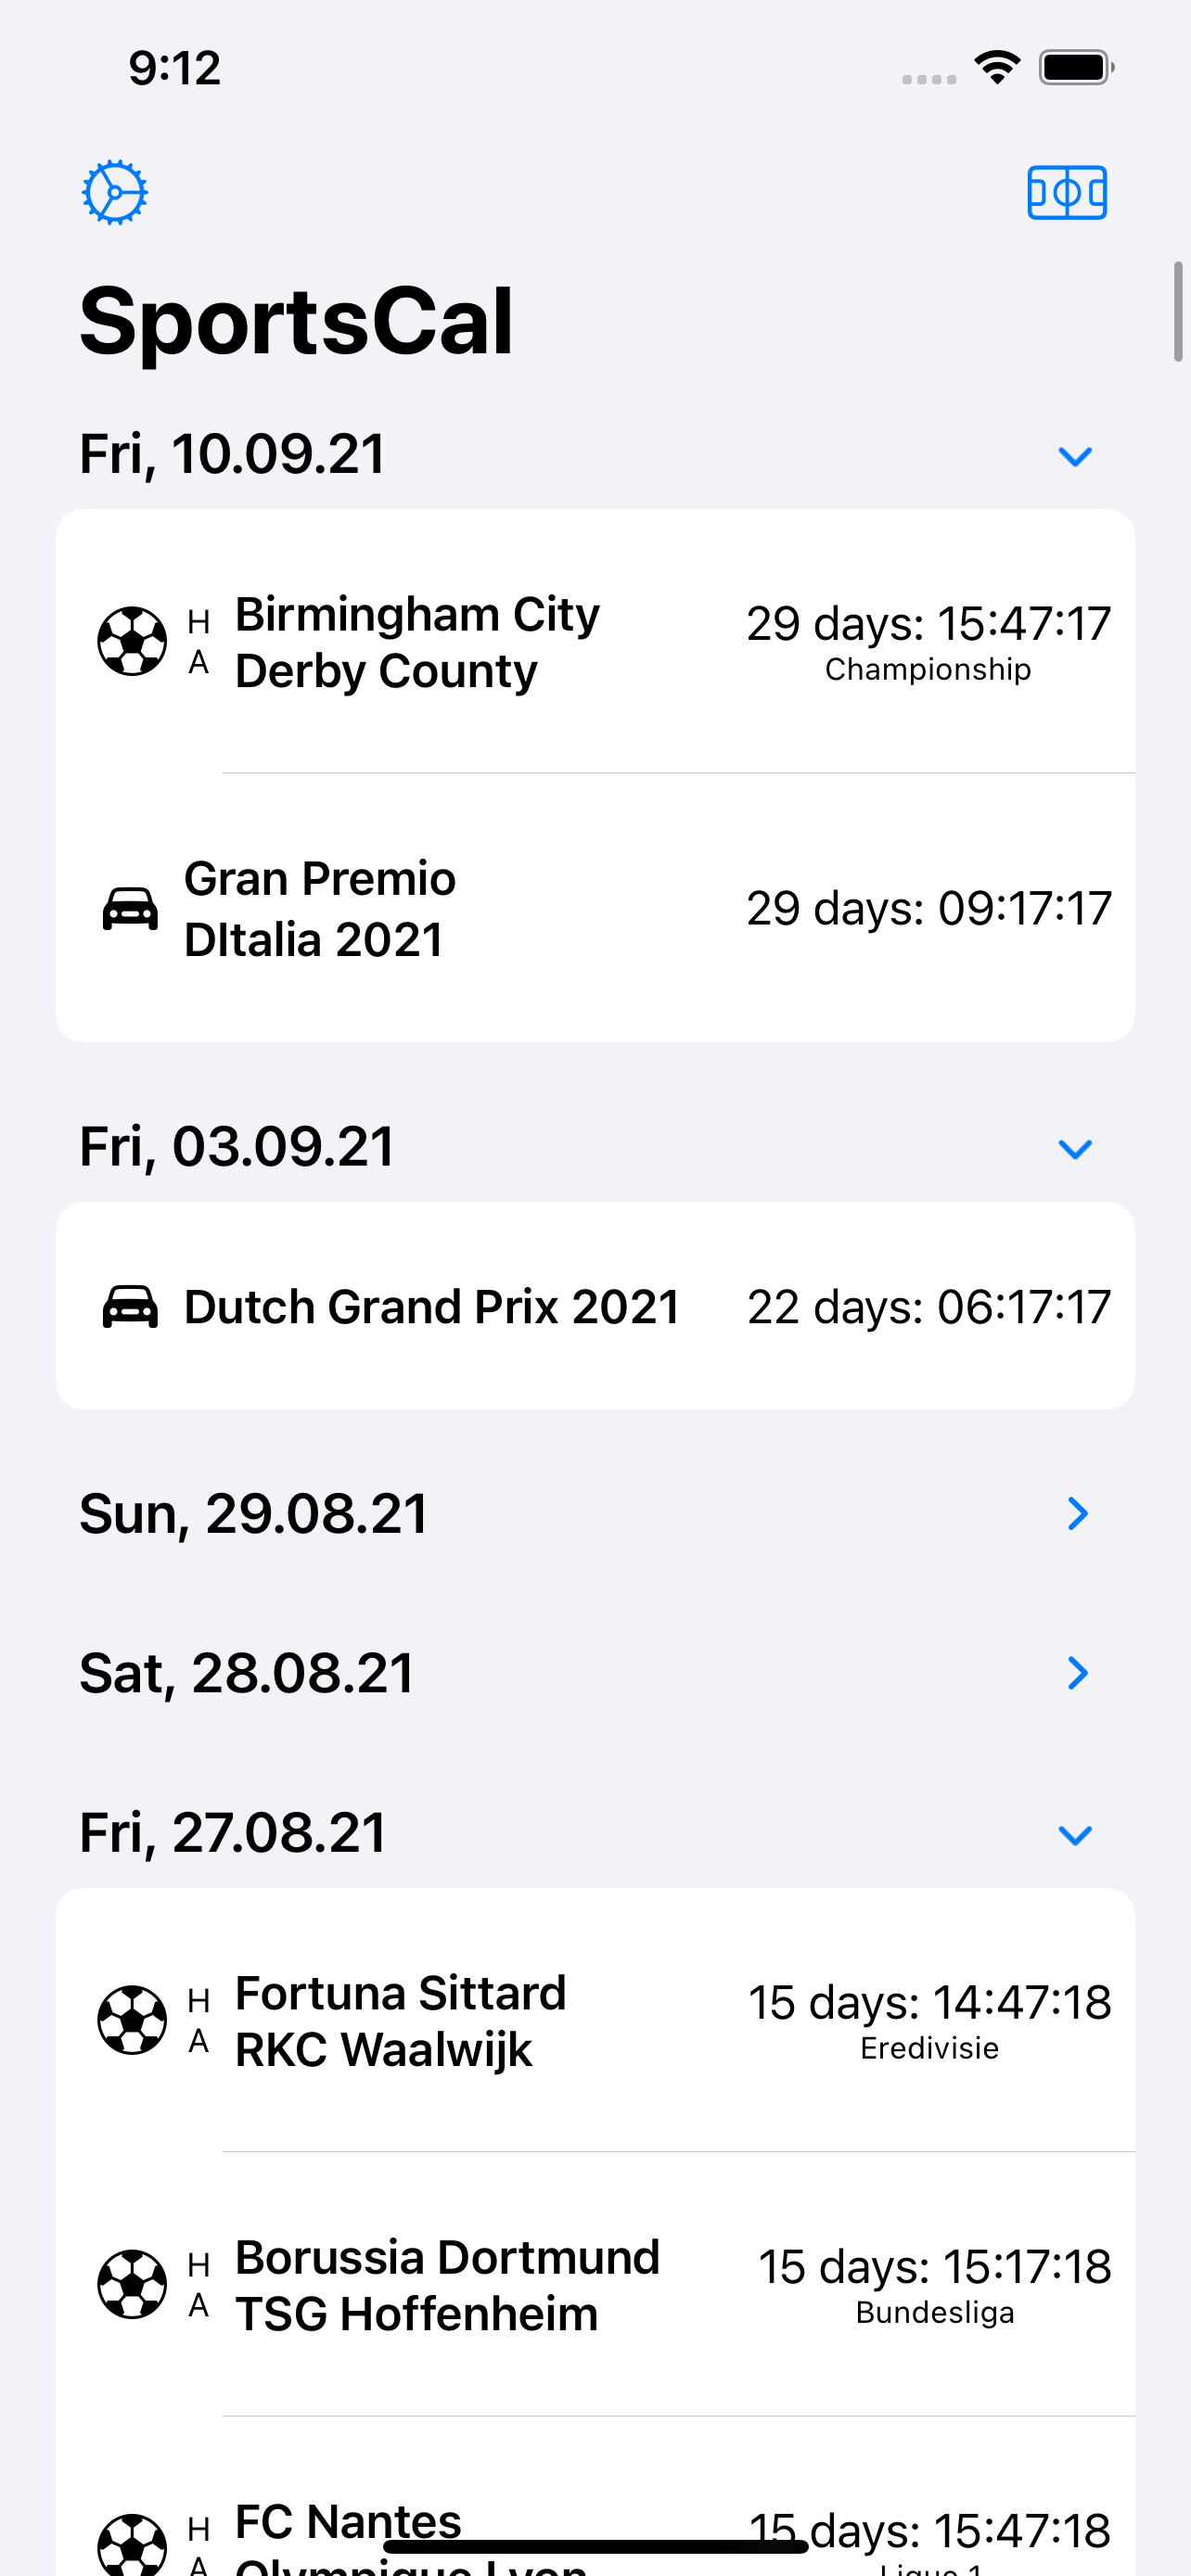 9:12
SportsCal
Fri, 10.09.21
H Birmingham City 29 days: 15:47:17
A Derby County Championship
Gran Premio
DItalia 2021 29 days: 09:17:17
Fri, 03.09.21
Dutch Grand Prix 2021 22 days: 06:17:17
Sun, 29.08.21
Sat, 28.08.21
Fri, 27.08.21
H Fortuna Sittard 15 days: 14:47:18
A RKC Waalwijk Eredivisie
H Borussia Dortmund 15 days: 15:17:18
A TSG Hoffenheim Bundesliga
H FC Nantes 15 days: 15:47:18
A Olympique Lyon Ligue 1